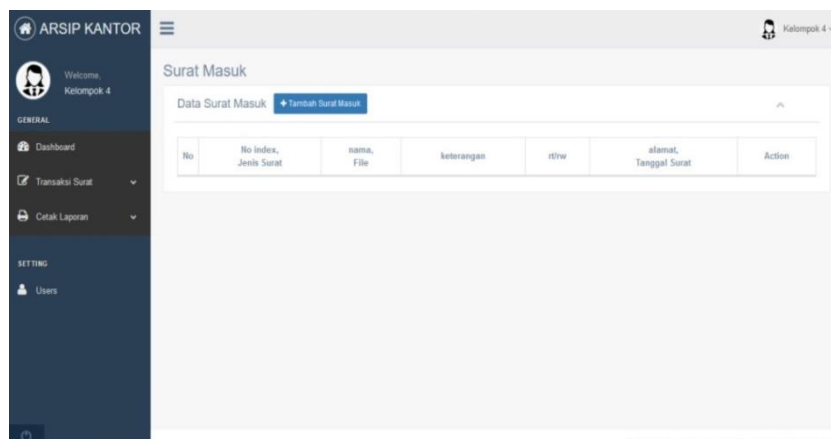 ARSIP KANTOR
Kelompok 4
Welcome,
Kelompok 4
GENERAL
Dashboard
Transaksi Surat
Cetak Laporan
SETTING
Users
Surat Masuk
Data Surat Masuk
+ Tambah Surat Masuk
No
No index,
Jenis Surat
nama,
File
keterangan
rt/rw
alamat,
Tanggal Surat
Action